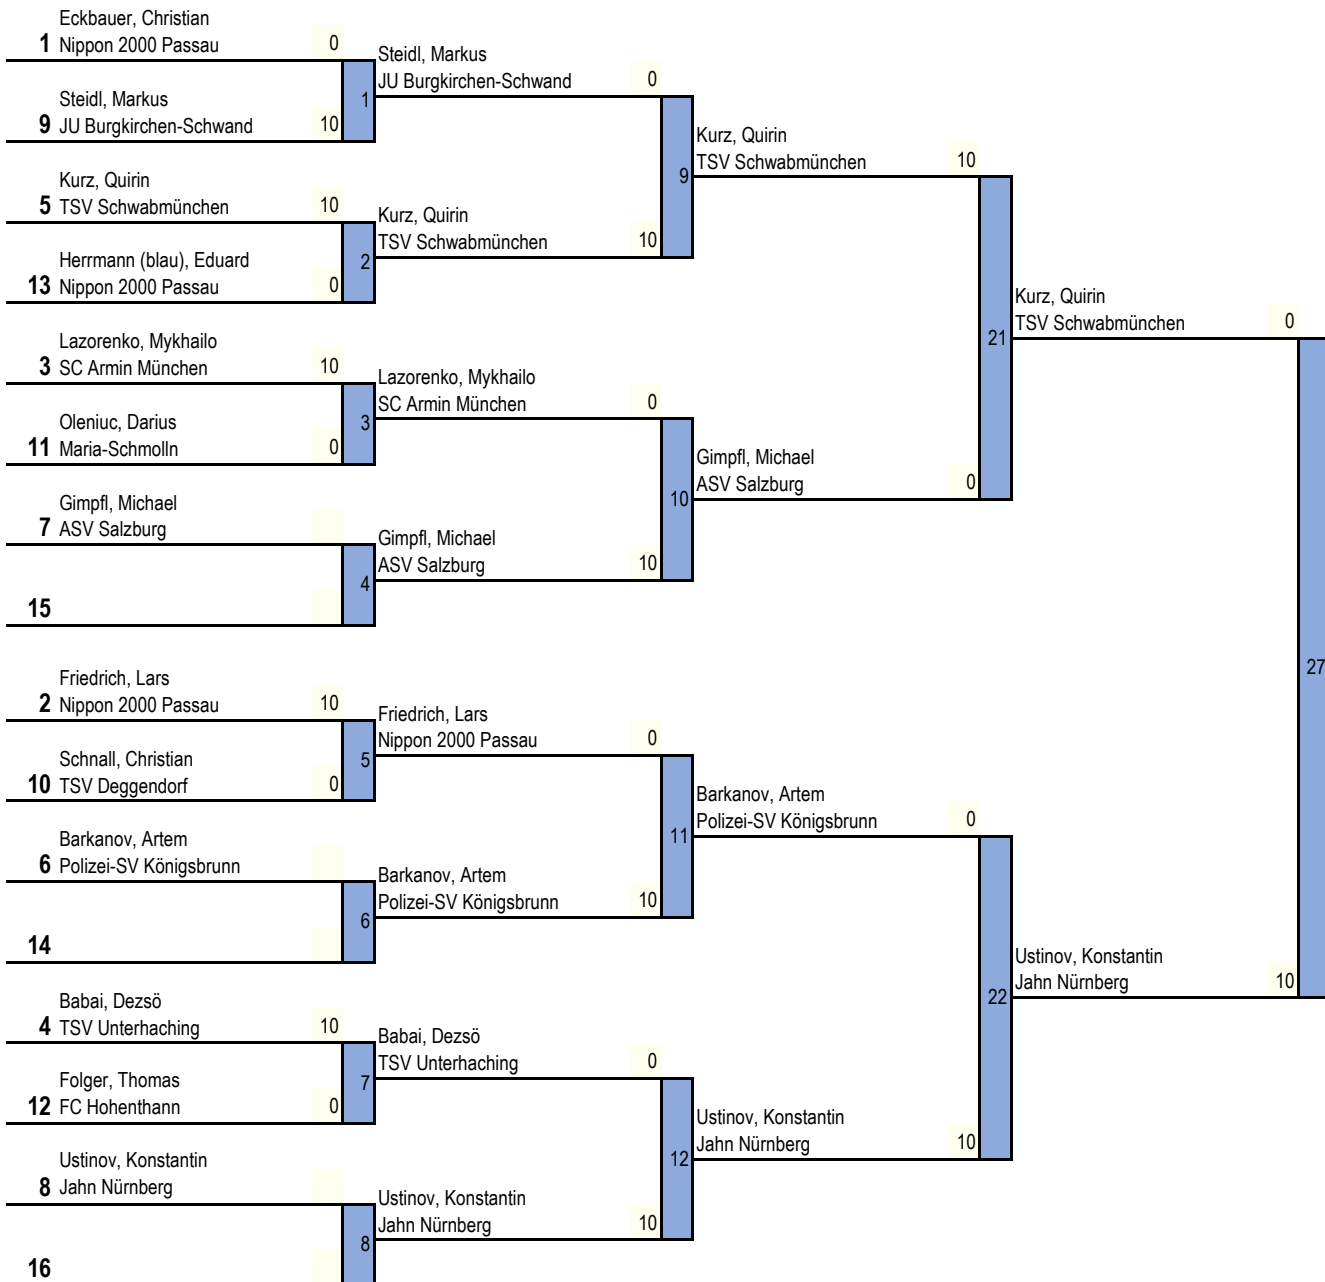 Eckbauer, Christian
1 Nippon 2000 Passau 0
Steidl, Markus
JU Burgkirchen-Schwand 0
1
Steidl, Markus
9 JU Burgkirchen-Schwand 10
Kurz, Quirin
TSV Schwabmünchen 10
9
Kurz, Quirin
5 TSV Schwabmünchen 10
Kurz, Quirin
TSV Schwabmünchen 10
2
Herrmann (blau), Eduard
13 Nippon 2000 Passau 0
Kurz, Quirin
TSV Schwabmünchen 0
21
Lazorenko, Mykhailo
3 SC Armin München 10
Lazorenko, Mykhailo
SC Armin München 0
3
Oleniuc, Darius
11 Maria-Schmolln 0
Gimpfl, Michael
ASV Salzburg 0
10
Gimpfl, Michael
7 ASV Salzburg
Gimpfl, Michael
ASV Salzburg 10
4
15
27
Friedrich, Lars
2 Nippon 2000 Passau 10
Friedrich, Lars
Nippon 2000 Passau 0
5
Schnall, Christian
10 TSV Deggendorf 0
Barkanov, Artem
Polizei-SV Königsbrunn 0
11
Barkanov, Artem
6 Polizei-SV Königsbrunn
Barkanov, Artem
Polizei-SV Königsbrunn 10
6
14
Ustinov, Konstantin
Jahn Nürnberg 10
22
Babai, Dezsö
4 TSV Unterhaching 10
Babai, Dezsö
TSV Unterhaching 0
7
Folger, Thomas
12 FC Hohenthann 0
Ustinov, Konstantin
Jahn Nürnberg 10
12
Ustinov, Konstantin
8 Jahn Nürnberg
Ustinov, Konstantin
Jahn Nürnberg 10
8
16